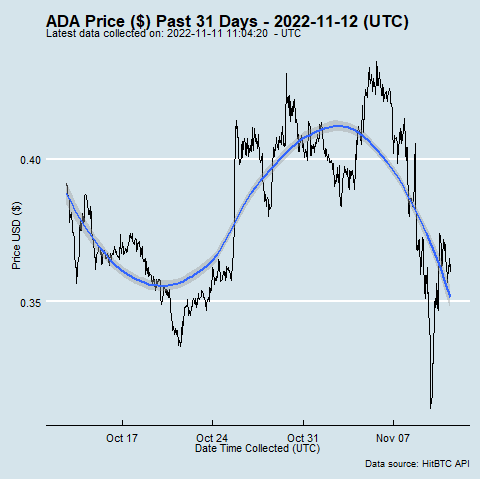 ADA Price ($) Past 31 Days - 2022-11-12 (UTC)
Latest data collected on: 2022-11-11 11:04:20  - UTC
0.40
Price USD ($)
0.35
Oct 17
Oct 24
Oct 31
Nov 07
Date Time Collected (UTC)
Data source: HitBTC API